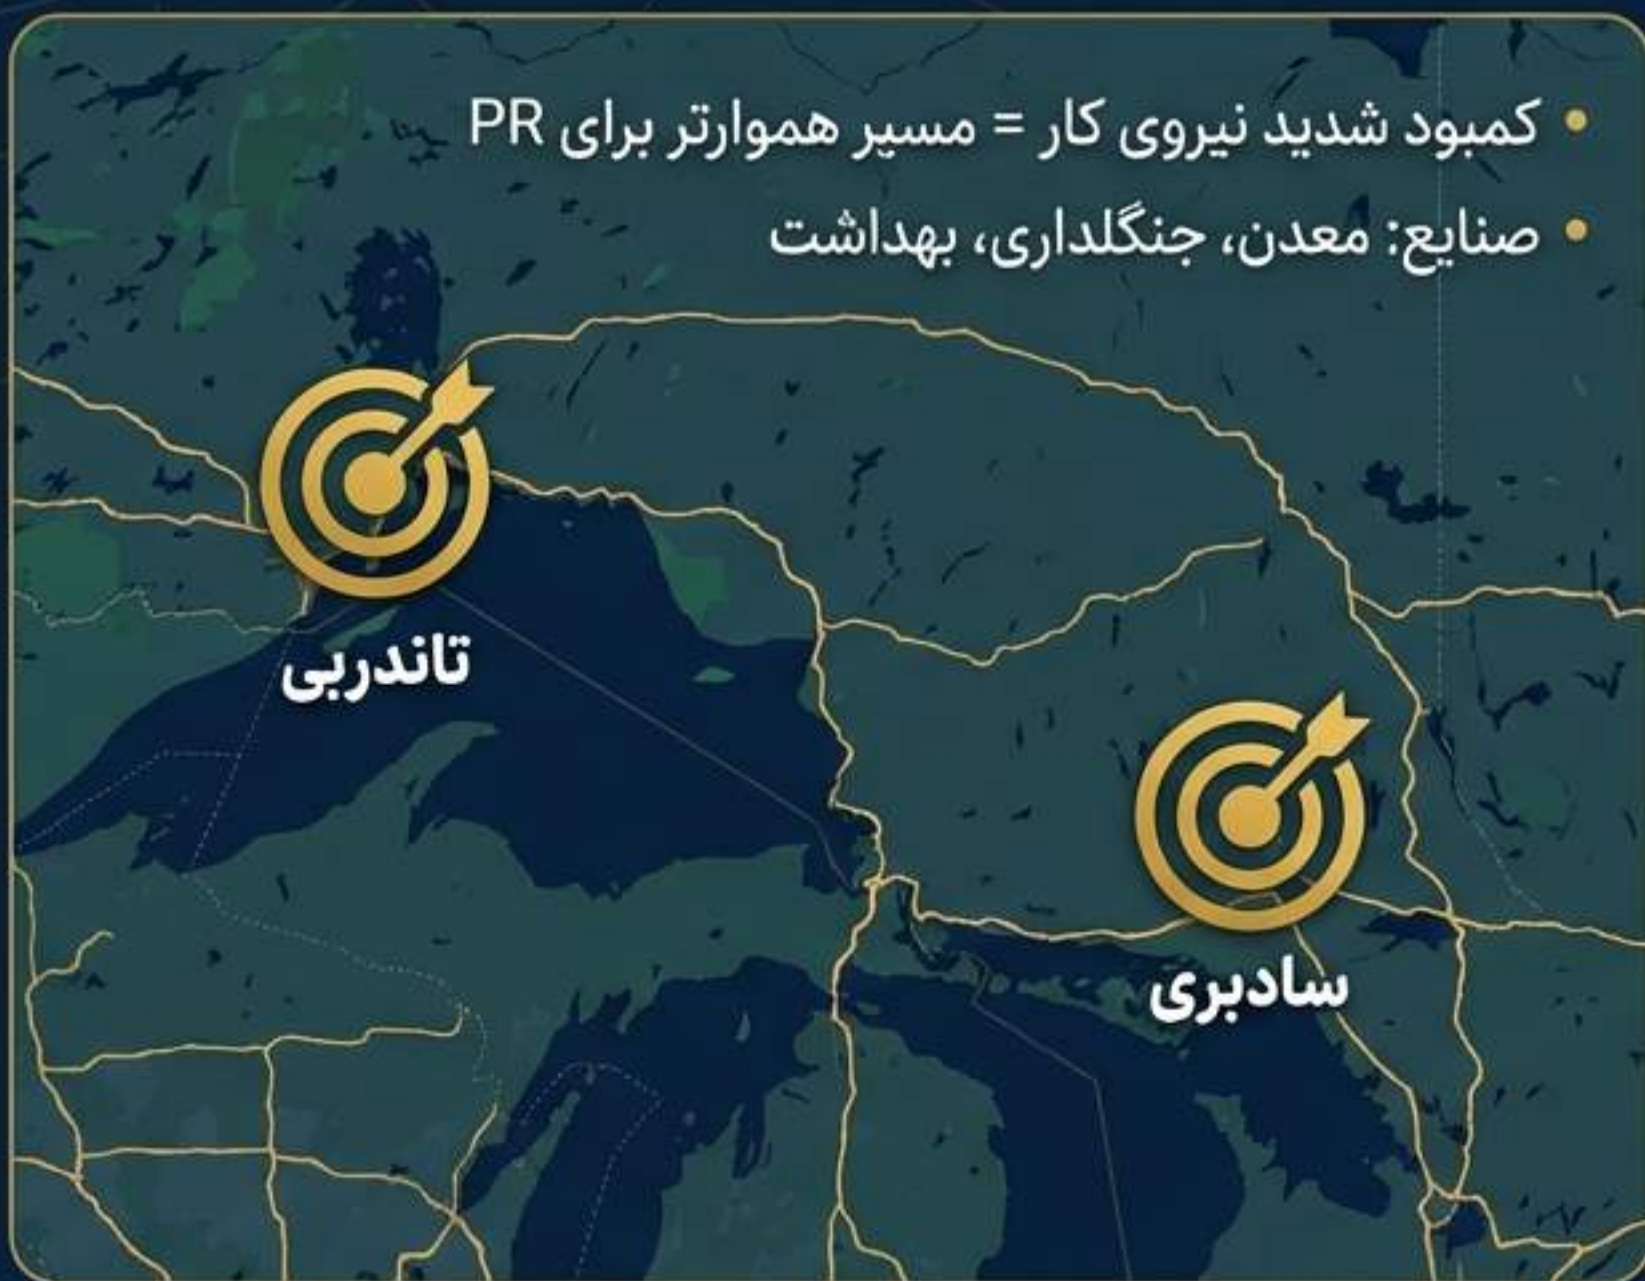 کمبود شدید نیروی کار = مسیر هموارتر برای PR
صنایع: معدن، جنگلداری، بهداشت
تاندربی
سادبری